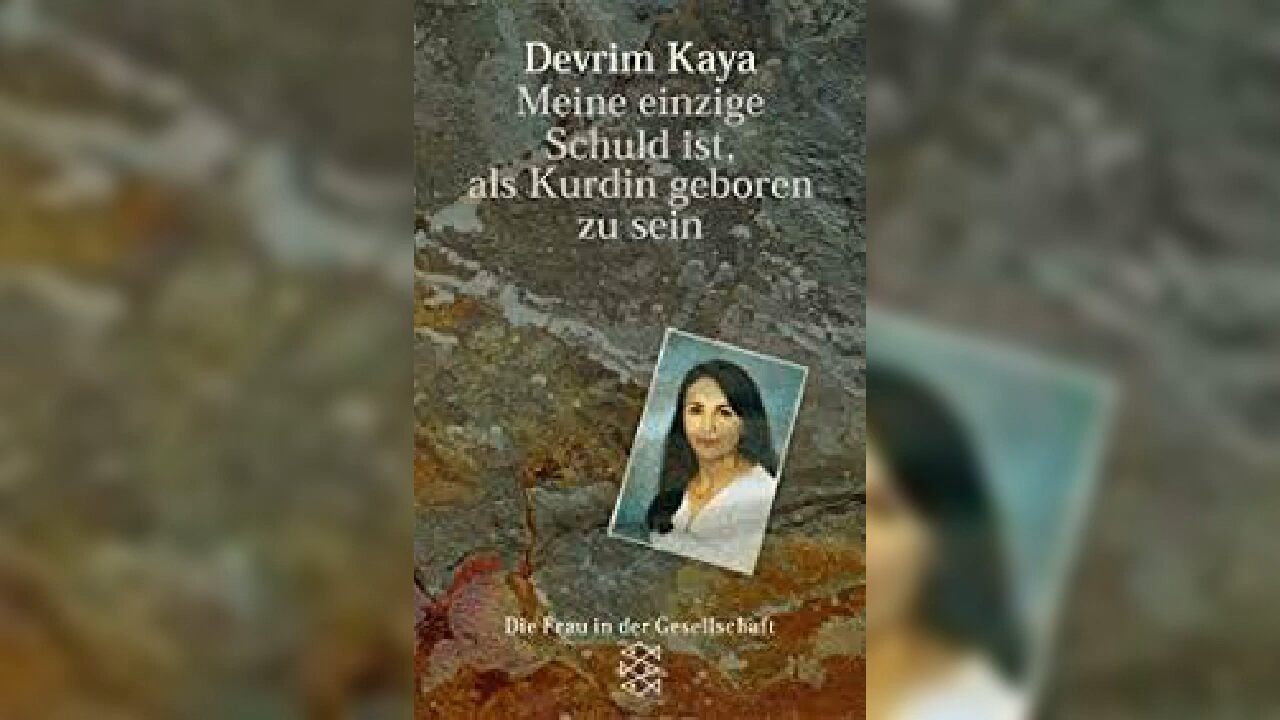 Devrim Kaya
Meine einzige
Schuld ist,
als Kurdin geboren
zu sein
Die Frau in der Gesellschaft